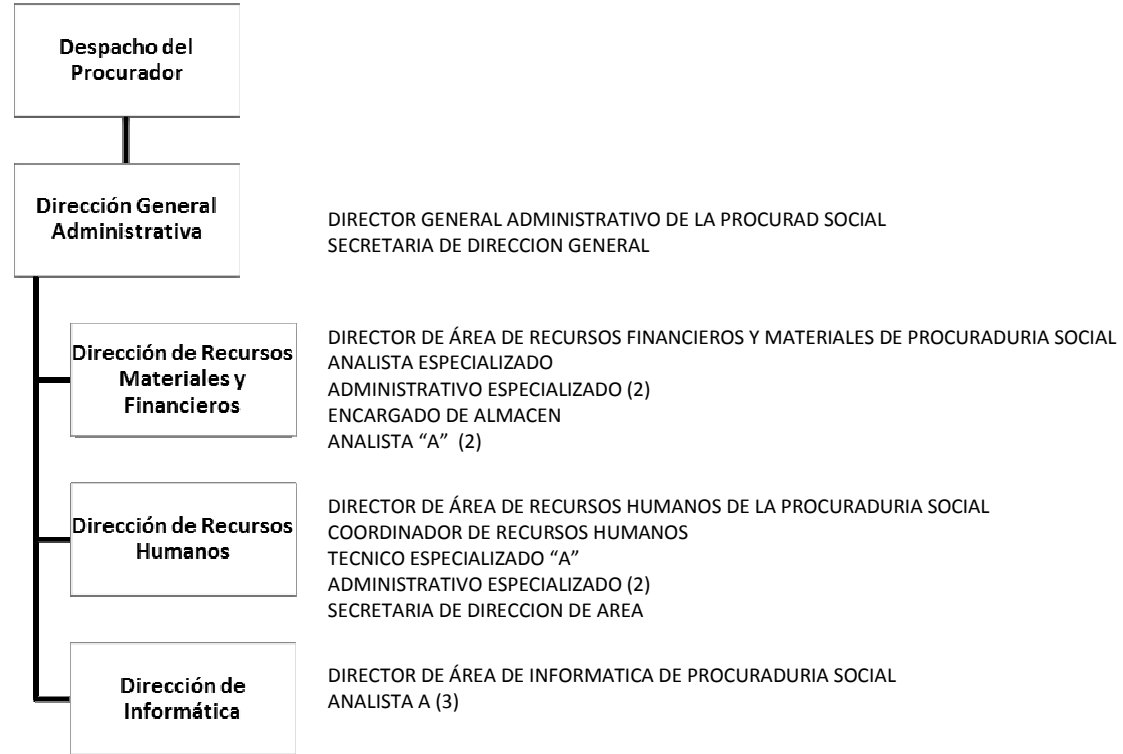 Despacho del
Procurador
Dirección General
Administrativa
DIRECTOR GENERAL ADMINISTRATIVO DE LA PROCURAD SOCIAL
SECRETARIA DE DIRECCION GENERAL
Dirección de Recursos
Materiales y
Financieros
DIRECTOR DE ÁREA DE RECURSOS FINANCIEROS Y MATERIALES DE PROCURADURIA SOCIAL
ANALISTA ESPECIALIZADO
ADMINISTRATIVO ESPECIALIZADO (2)
ENCARGADO DE ALMACEN
ANALISTA “A” (2)
Dirección de Recursos
Humanos
DIRECTOR DE ÁREA DE RECURSOS HUMANOS DE LA PROCURADURIA SOCIAL
COORDINADOR DE RECURSOS HUMANOS
TECNICO ESPECIALIZADO “A”
ADMINISTRATIVO ESPECIALIZADO (2)
SECRETARIA DE DIRECCION DE AREA
Dirección de
Informática
DIRECTOR DE ÁREA DE INFORMATICA DE PROCURADURIA SOCIAL
ANALISTA A (3)